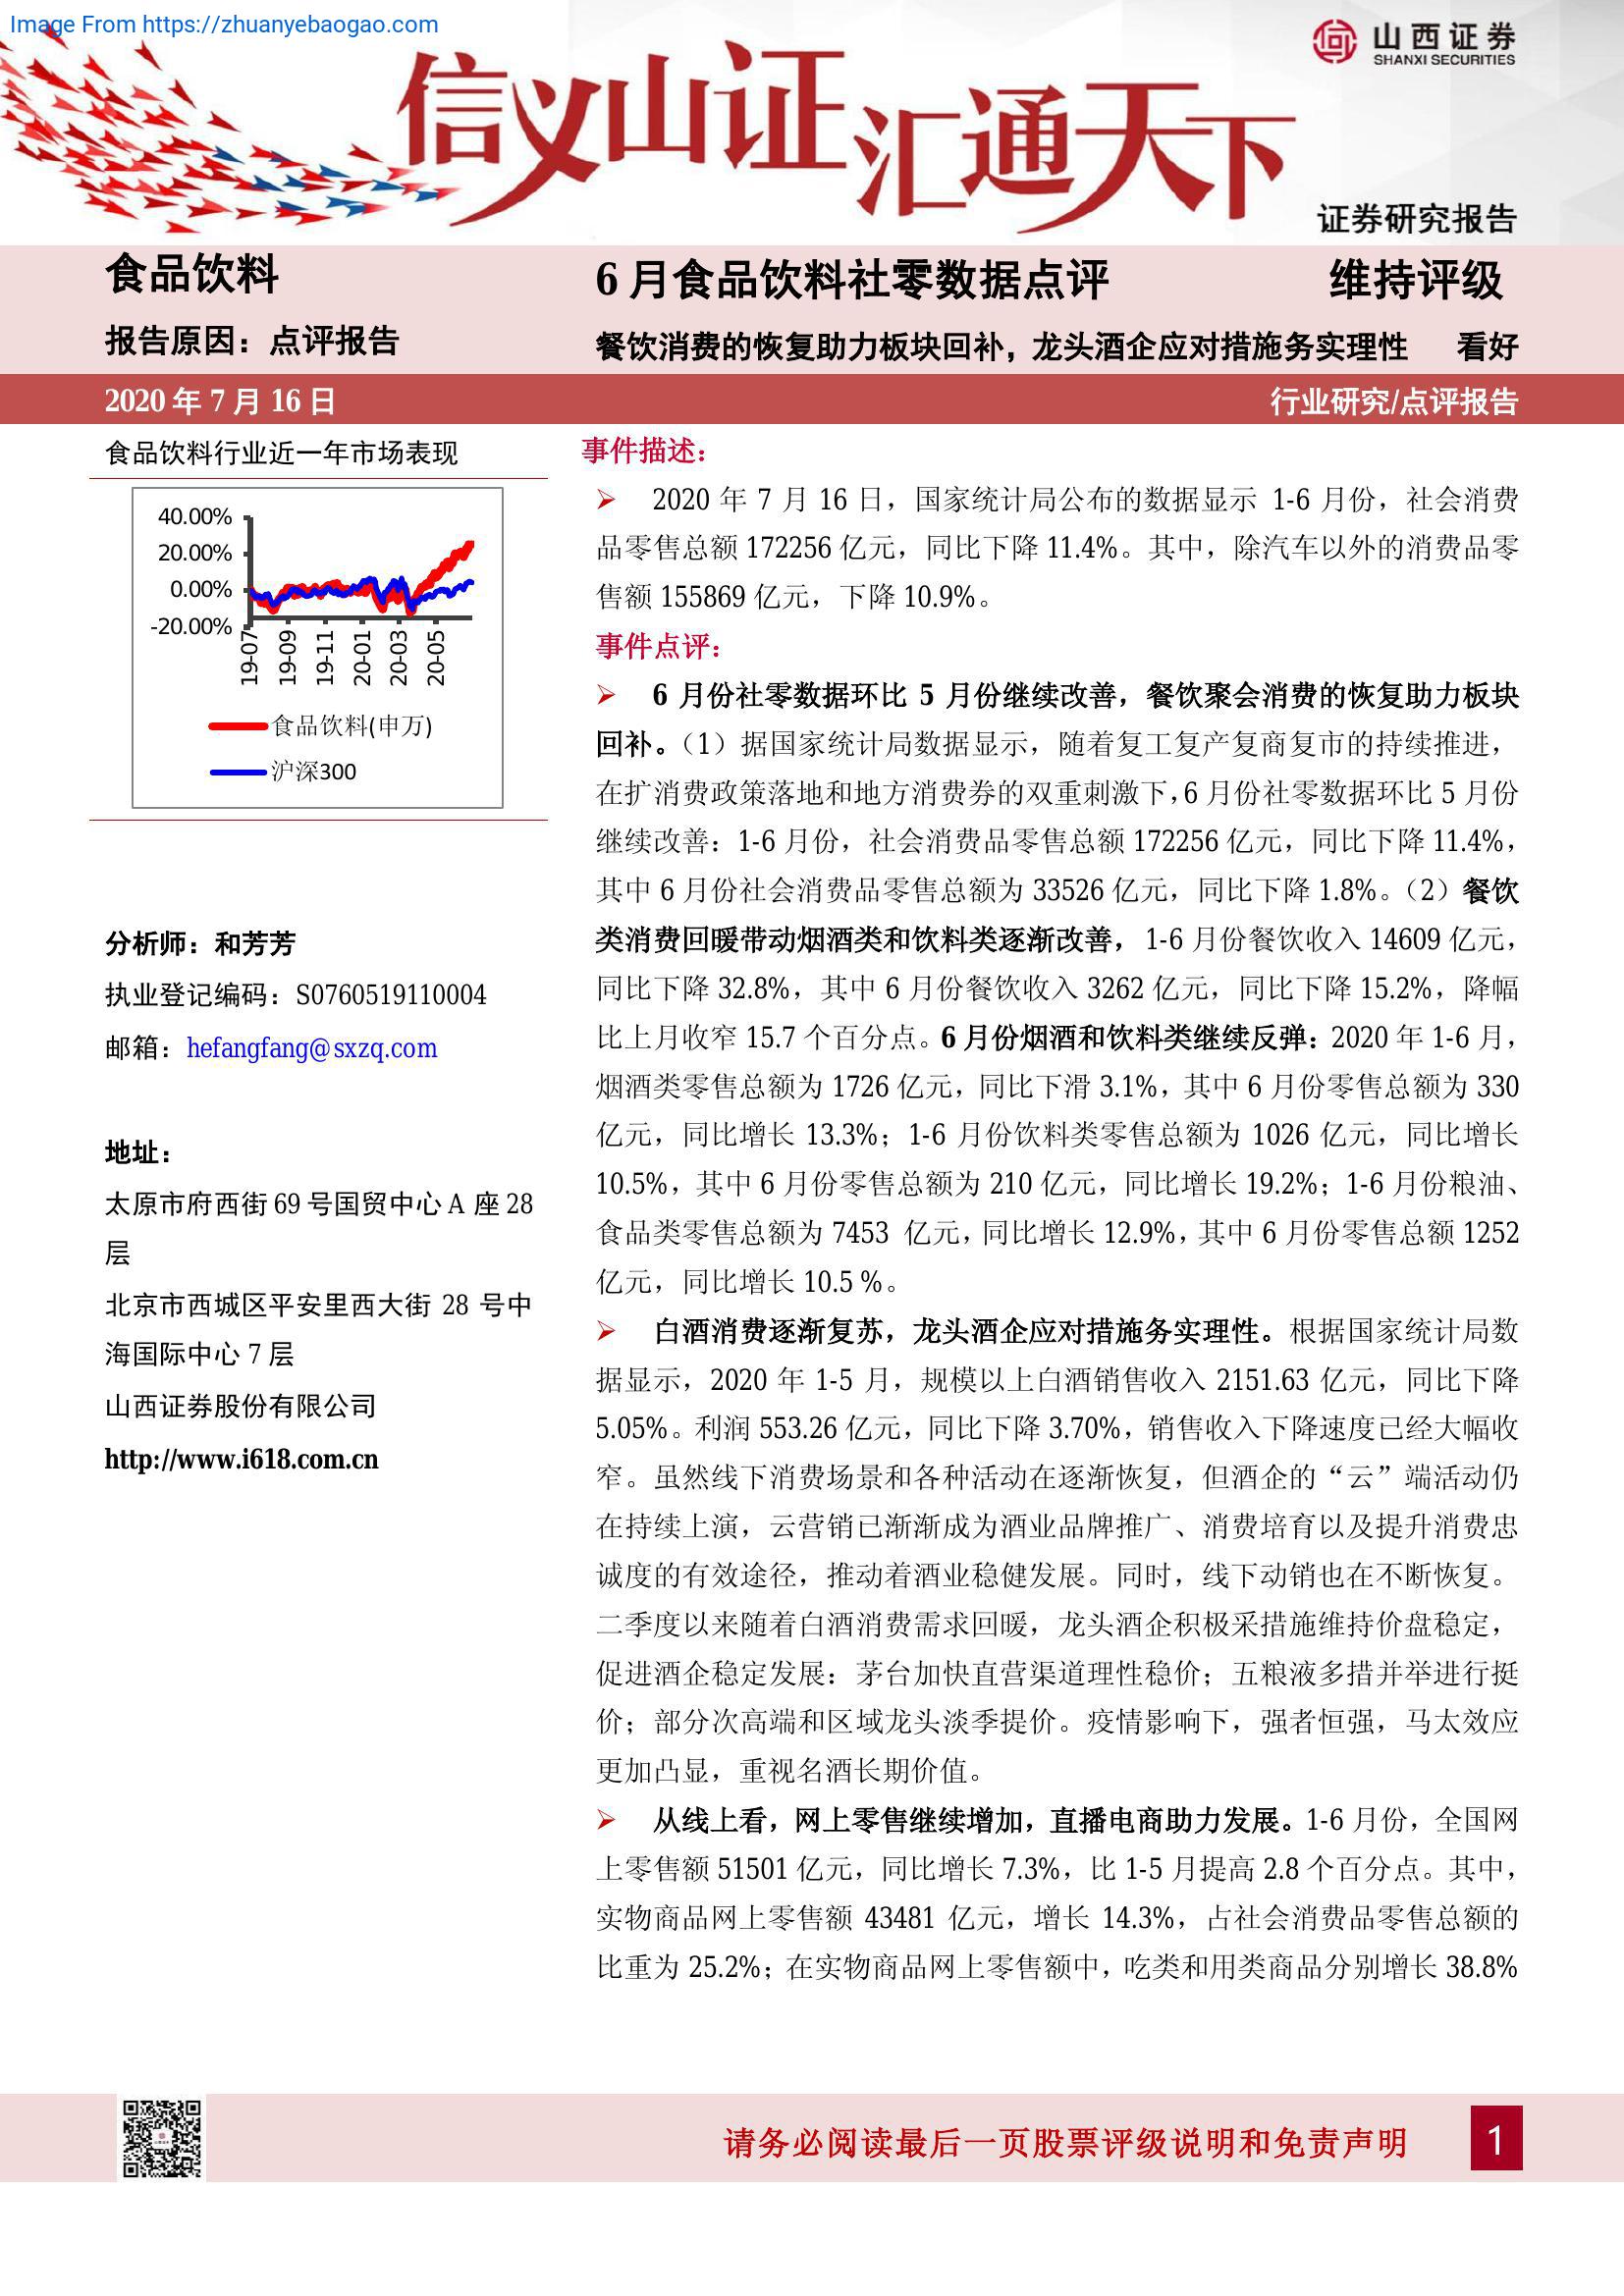 Image From https://zhuanyebaogao.com
山西证券
SHANXI SECURITIES
信义山证汇通天下
证券研究报告
食品饮料
报告原因：点评报告
6 月食品饮料社零数据点评 维持评级
餐饮消费的恢复助力板块回补，龙头酒企应对措施务实理性 看好
2020 年 7 月 16 日 行业研究/点评报告
食品饮料行业近一年市场表现
40.00%
20.00%
0.00%
-20.00%
19-07 19-09 19-11 20-01 20-03 20-05
食品饮料(申万)
沪深300
分析师：和芳芳
执业登记编码：S0760519110004
邮箱：hefangfang@sxzq.com
地址：
太原市府西街 69 号国贸中心 A 座 28
层
北京市西城区平安里西大街 28 号中
海国际中心 7 层
山西证券股份有限公司
http://www.i618.com.cn
事件描述：
2020 年 7 月 16 日，国家统计局公布的数据显示 1-6 月份，社会消费
品零售总额 172256 亿元，同比下降 11.4%。其中，除汽车以外的消费品零
售额 155869 亿元，下降 10.9%。
事件点评：
6 月份社零数据环比 5 月份继续改善，餐饮聚会消费的恢复助力板块
回补。（1）据国家统计局数据显示，随着复工复产复商复市的持续推进，
在扩消费政策落地和地方消费券的双重刺激下，6 月份社零数据环比 5 月份
继续改善：1-6 月份，社会消费品零售总额 172256 亿元，同比下降 11.4%，
其中 6 月份社会消费品零售总额为 33526 亿元，同比下降 1.8%。（2）餐饮
类消费回暖带动烟酒类和饮料类逐渐改善，1-6 月份餐饮收入 14609 亿元，
同比下降 32.8%，其中 6 月份餐饮收入 3262 亿元，同比下降 15.2%，降幅
比上月收窄 15.7 个百分点。6 月份烟酒和饮料类继续反弹：2020 年 1-6 月，
烟酒类零售总额为 1726 亿元，同比下滑 3.1%，其中 6 月份零售总额为 330
亿元，同比增长 13.3%；1-6 月份饮料类零售总额为 1026 亿元，同比增长
10.5%，其中 6 月份零售总额为 210 亿元，同比增长 19.2%；1-6 月份粮油、
食品类零售总额为 7453 亿元，同比增长 12.9%，其中 6 月份零售总额 1252
亿元，同比增长 10.5 %。
白酒消费逐渐复苏，龙头酒企应对措施务实理性。根据国家统计局数
据显示，2020 年 1-5 月，规模以上白酒销售收入 2151.63 亿元，同比下降
5.05%。利润 553.26 亿元，同比下降 3.70%，销售收入下降速度已经大幅收
窄。虽然线下消费场景和各种活动在逐渐恢复，但酒企的“云”端活动仍
在持续上演，云营销已渐渐成为酒业品牌推广、消费培育以及提升消费忠
诚度的有效途径，推动着酒业稳健发展。同时，线下动销也在不断恢复。
二季度以来随着白酒消费需求回暖，龙头酒企积极采措施维持价盘稳定，
促进酒企稳定发展：茅台加快直营渠道理性稳价；五粮液多措并举进行挺
价；部分次高端和区域龙头淡季提价。疫情影响下，强者恒强，马太效应
更加凸显，重视名酒长期价值。
从线上看，网上零售继续增加，直播电商助力发展。1-6 月份，全国网
上零售额 51501 亿元，同比增长 7.3%，比 1-5 月提高 2.8 个百分点。其中，
实物商品网上零售额 43481 亿元，增长 14.3%，占社会消费品零售总额的
比重为 25.2%；在实物商品网上零售额中，吃类和用类商品分别增长 38.8%
请务必阅读最后一页股票评级说明和免责声明
1